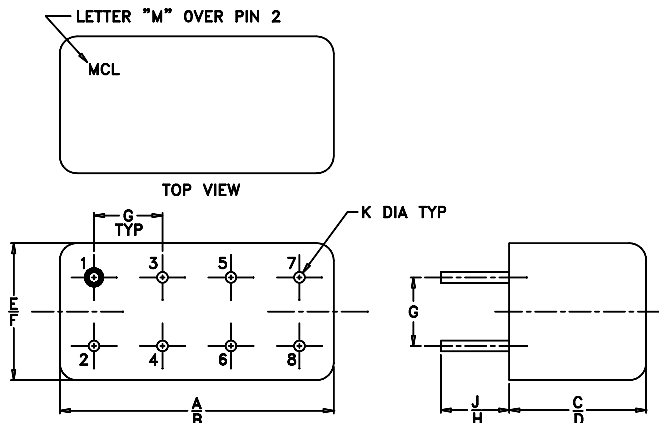 LETTER "M" OVER PIN 2
MCL
TOP VIEW
G
TYP
K DIA TYP
1 3 5 7
E
F
G
2 4 6 8
A
B
J
H
C
D